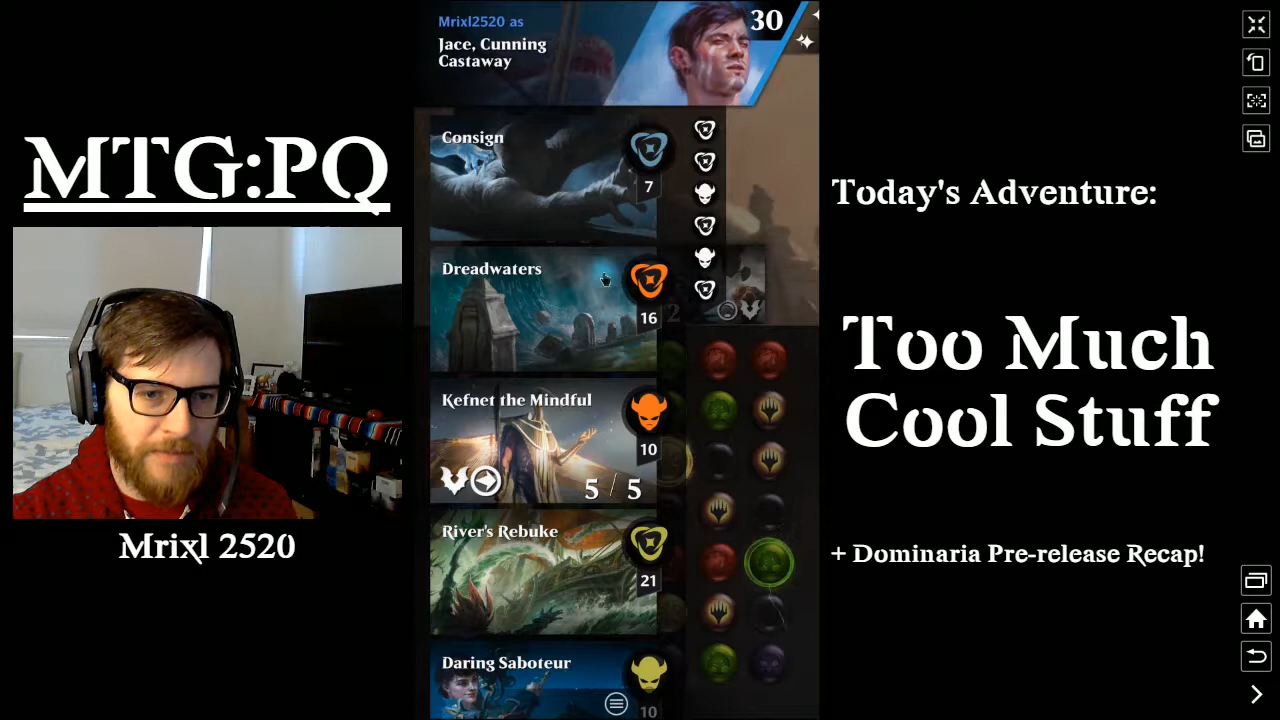 MTG:PQ
Mrixl 2520
Mrixl2520 as
Jace, Cunning
Castaway
30
Consign
7
Dreadwaters
16
2
Kefnet the Mindful
10
5 / 5
River's Rebuke
21
Daring Saboteur
10
Today's Adventure:
Too Much
Cool Stuff
+ Dominaria Pre-release Recap!